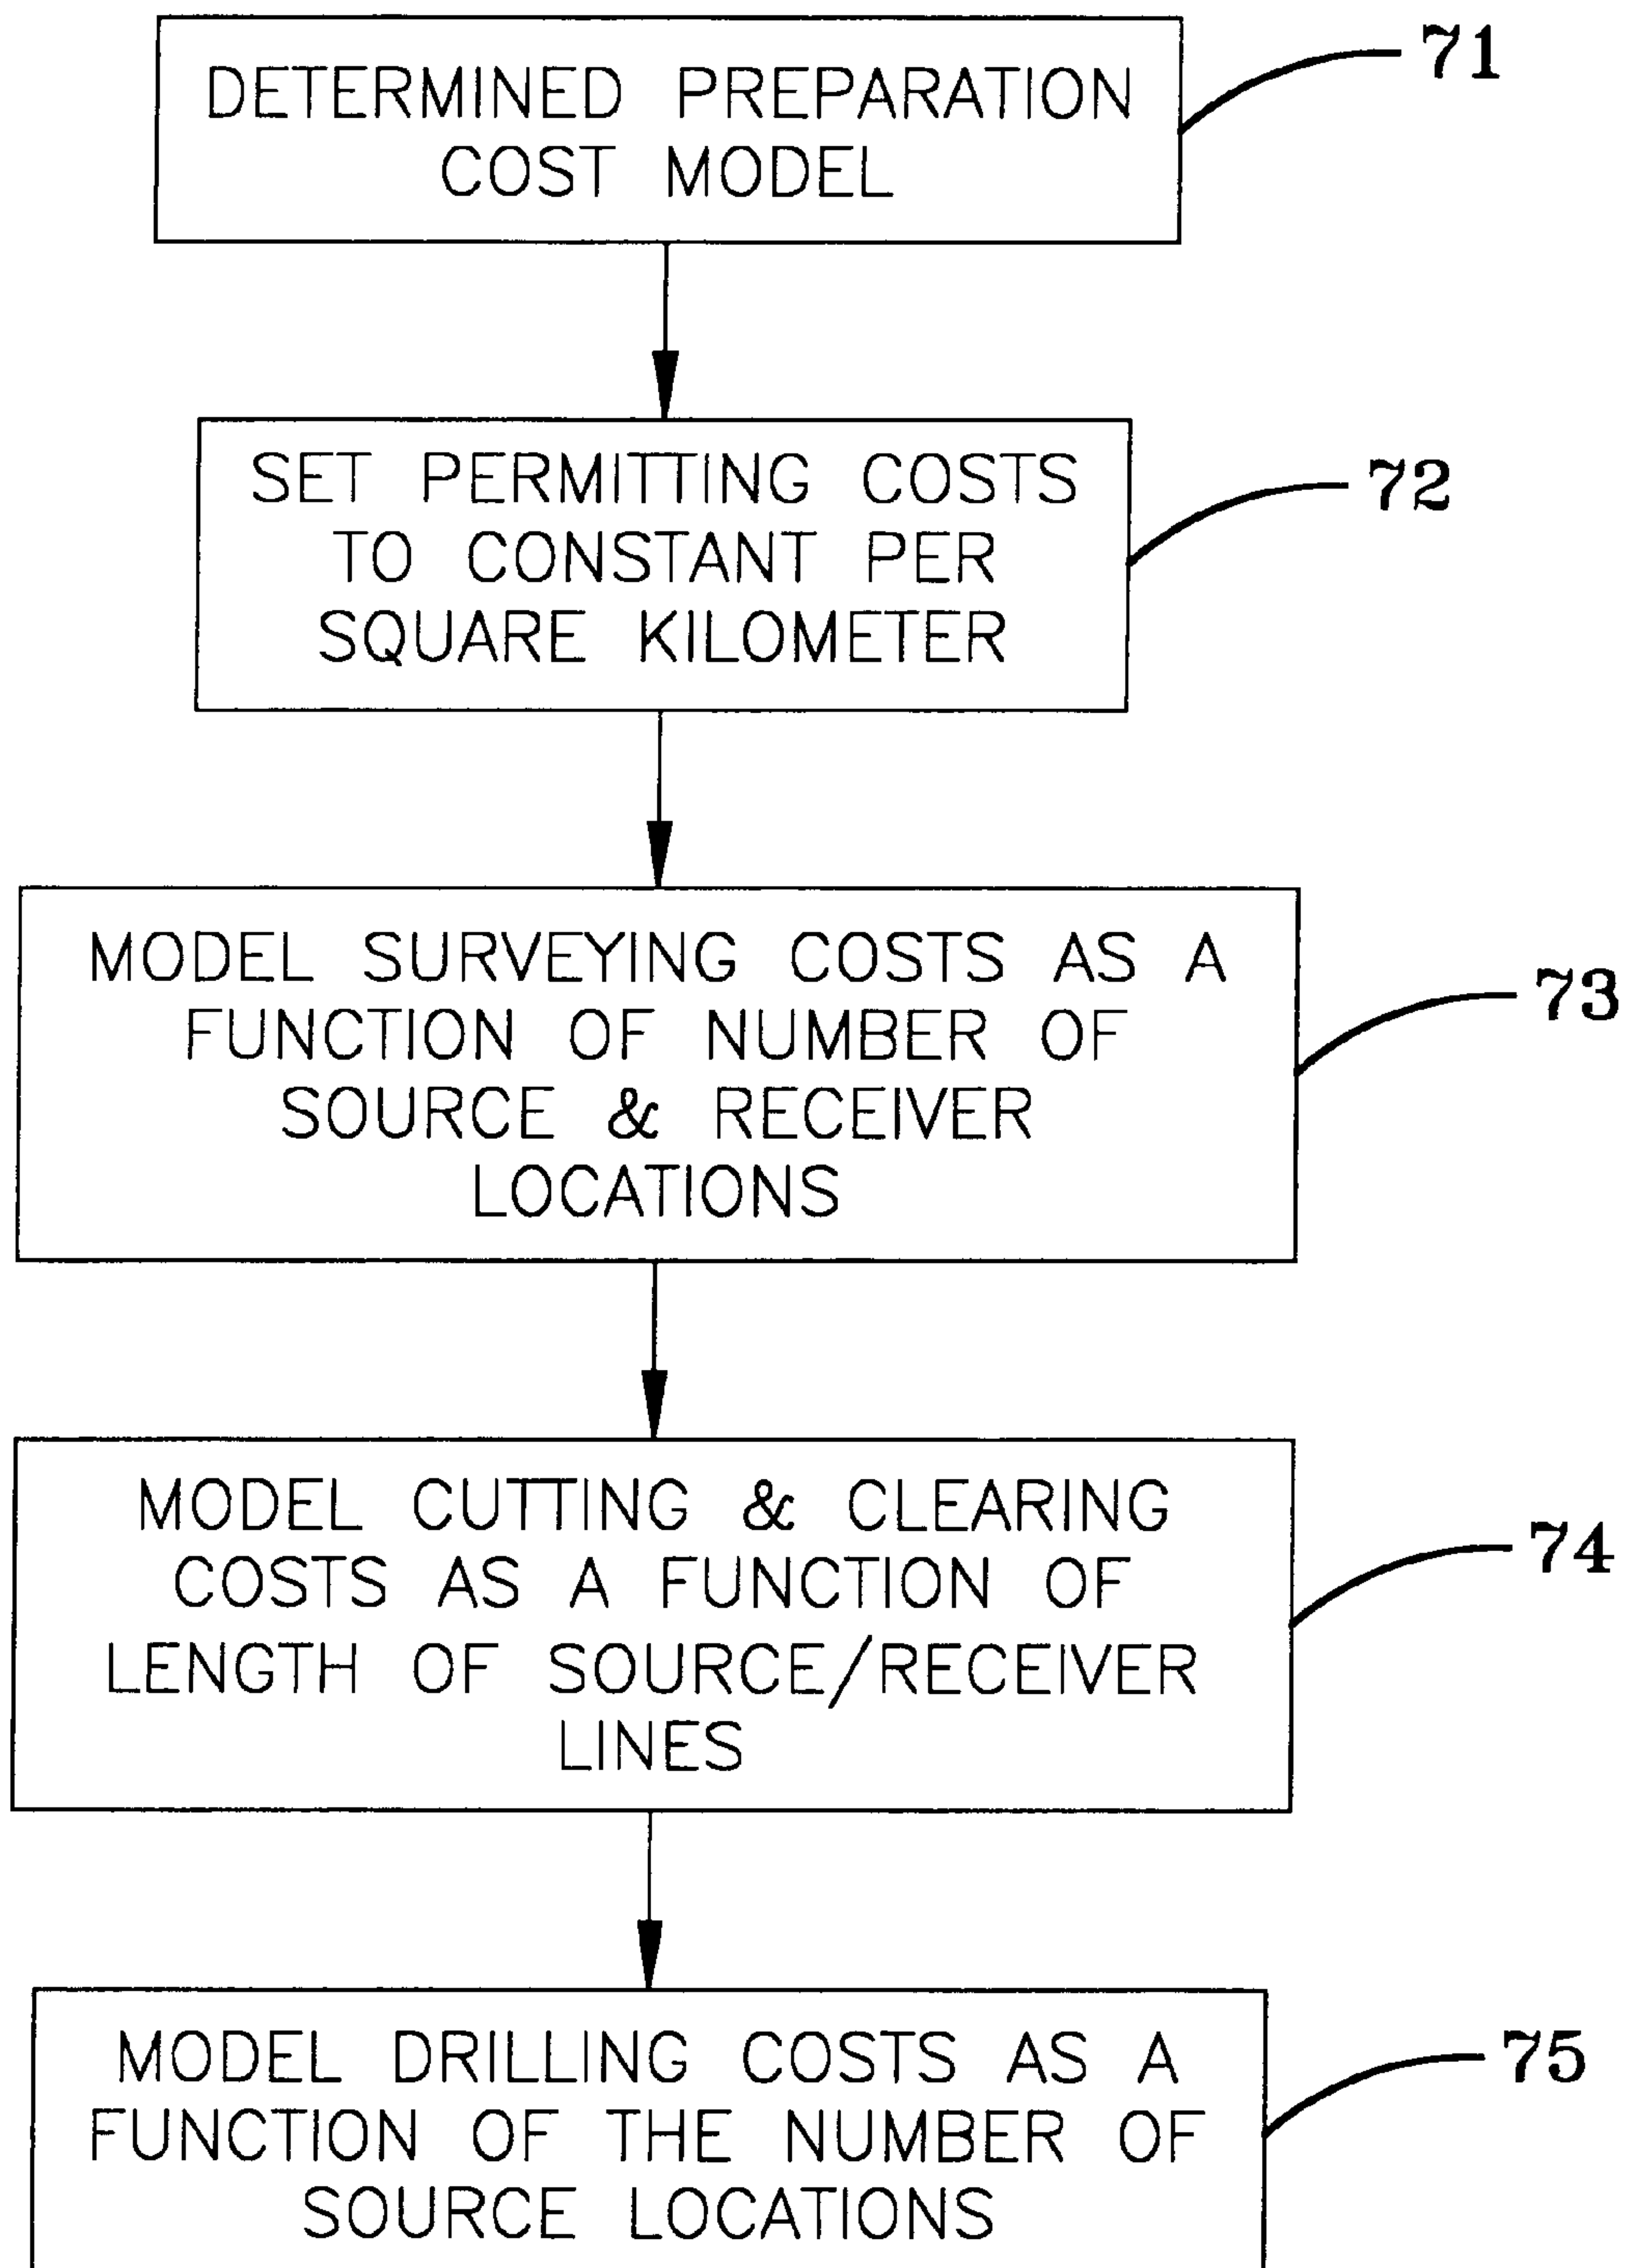 DETERMINED PREPARATION
COST MODEL
71
SET PERMITTING COSTS
TO CONSTANT PER
SQUARE KILOMETER
72
MODEL SURVEYING COSTS AS A
FUNCTION OF NUMBER OF
SOURCE & RECEIVER
LOCATIONS
73
MODEL CUTTING & CLEARING
COSTS AS A FUNCTION OF
LENGTH OF SOURCE/RECEIVER
LINES
74
MODEL DRILLING COSTS AS A
FUNCTION OF THE NUMBER OF
SOURCE LOCATIONS
75